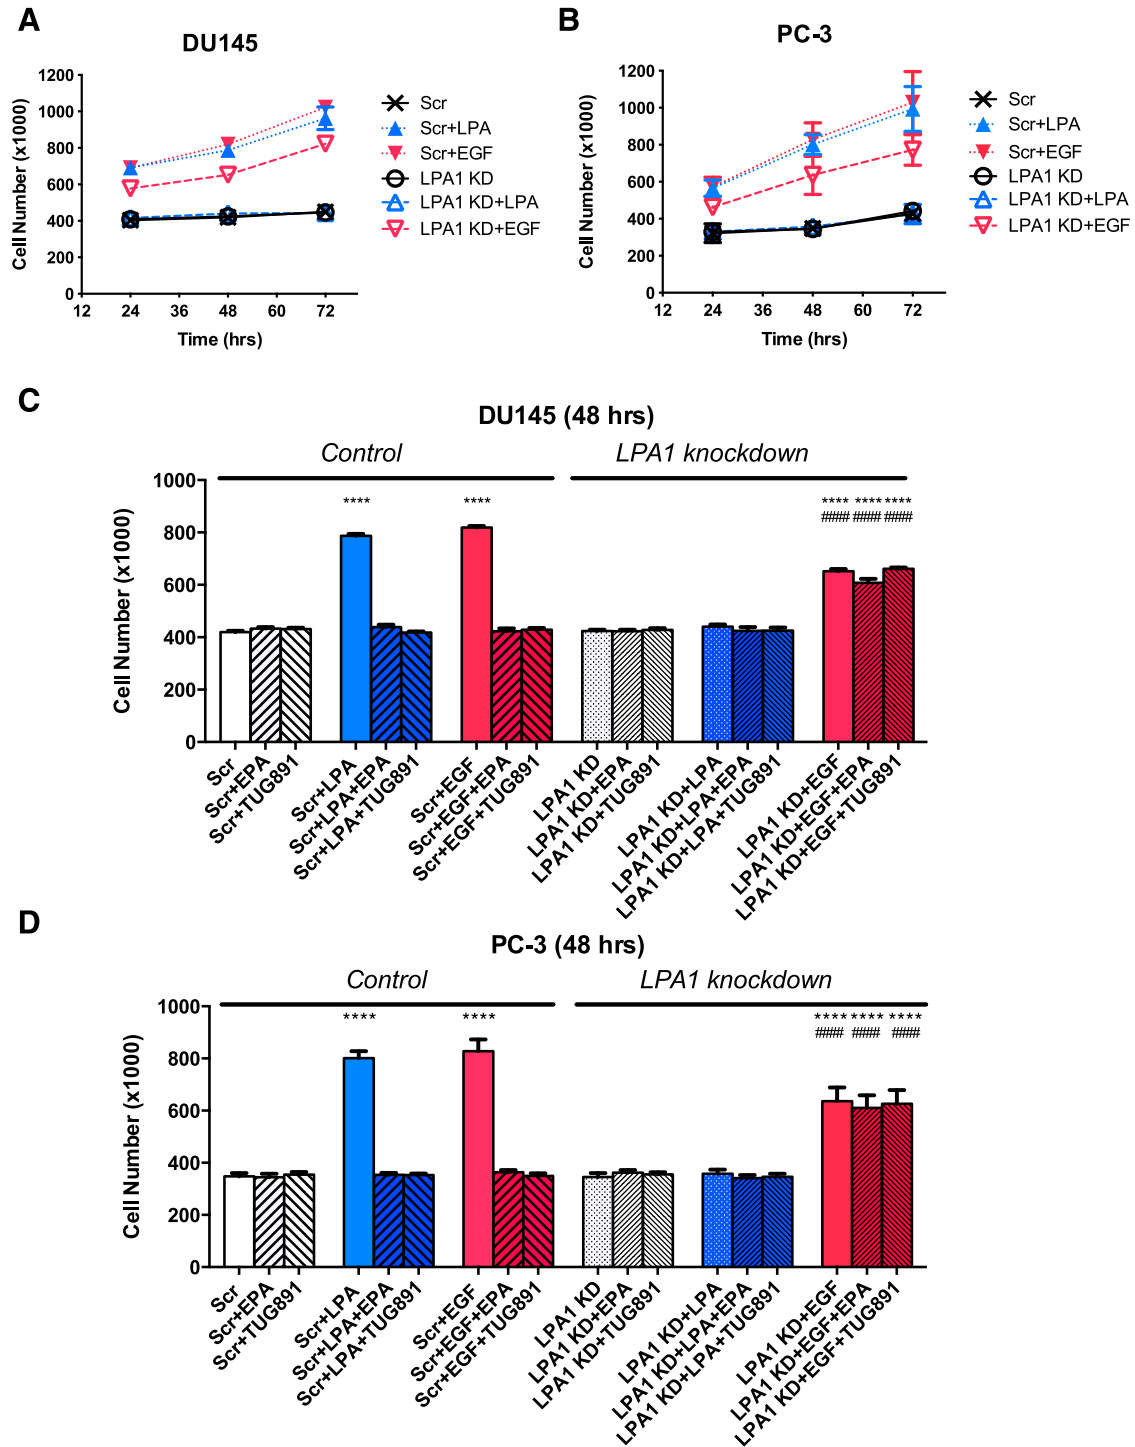 A
DU145
Cell Number (x1000)
1200
1000
800
600
400
200
0
12
24
36
48
60
72
Time (hrs)
Scr
Scr+LPA
Scr+EGF
LPA1 KD
LPA1 KD+LPA
LPA1 KD+EGF
B
PC-3
Cell Number (x1000)
1200
1000
800
600
400
200
0
12
24
36
48
60
72
Time (hrs)
Scr
Scr+LPA
Scr+EGF
LPA1 KD
LPA1 KD+LPA
LPA1 KD+EGF
C
DU145 (48 hrs)
Control
LPA1 knockdown
Cell Number (x1000)
1000
800
600
400
200
0
****
****
**** **** ****
#### #### ####
Scr
Scr+EPA
Scr+TUG891
Scr+LPA
Scr+LPA+EPA
Scr+LPA+TUG891
Scr+EGF
Scr+EGF+EPA
Scr+EGF+TUG891
LPA1 KD
LPA1 KD+EPA
LPA1 KD+TUG891
LPA1 KD+LPA
LPA1 KD+LPA+EPA
LPA1 KD+LPA+TUG891
LPA1 KD+EGF
LPA1 KD+EGF+EPA
LPA1 KD+EGF+TUG891
D
PC-3 (48 hrs)
Control
LPA1 knockdown
Cell Number (x1000)
1000
800
600
400
200
0
****
****
**** **** ****
#### #### ####
Scr
Scr+EPA
Scr+TUG891
Scr+LPA
Scr+LPA+EPA
Scr+LPA+TUG891
Scr+EGF
Scr+EGF+EPA
Scr+EGF+TUG891
LPA1 KD
LPA1 KD+EPA
LPA1 KD+TUG891
LPA1 KD+LPA
LPA1 KD+LPA+EPA
LPA1 KD+LPA+TUG891
LPA1 KD+EGF
LPA1 KD+EGF+EPA
LPA1 KD+EGF+TUG891